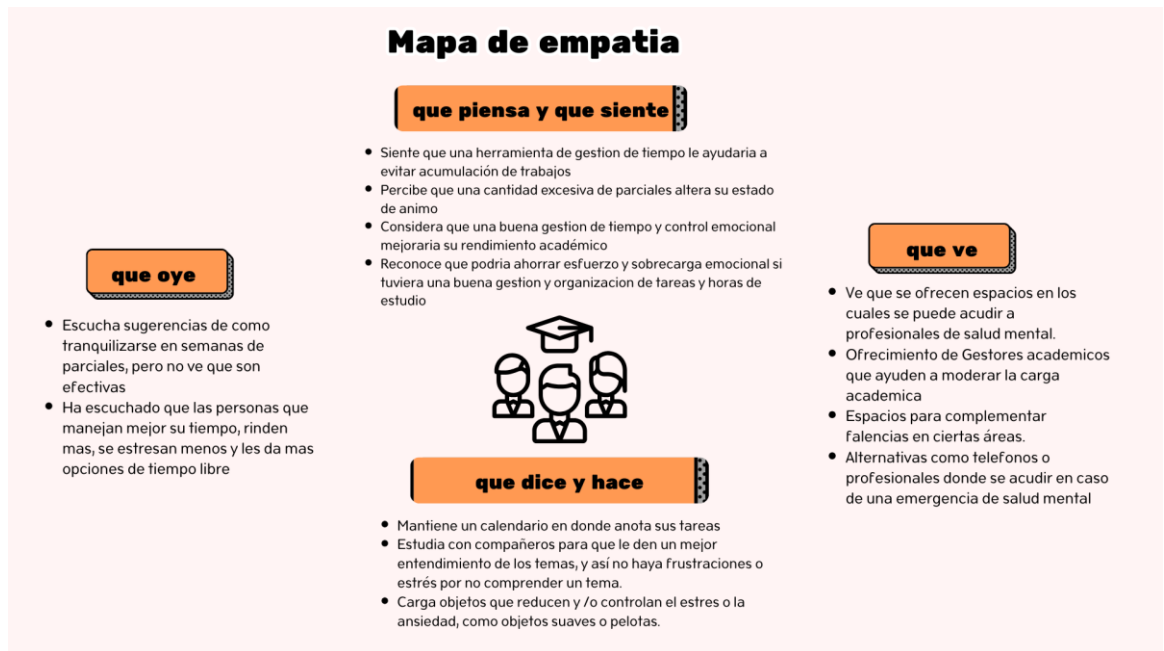 Mapa de empatia
que piensa y que siente
• Siente que una herramienta de gestion de tiempo le ayudaria a
evitar acumulación de trabajos
• Percibe que una cantidad excesiva de parciales altera su estado
de animo
• Considera que una buena gestion de tiempo y control emocional
mejoraria su rendimiento académico
• Reconoce que podria ahorrar esfuerzo y sobrecarga emocional si
tuviera una buena gestion y organizacion de tareas y horas de
estudio
que oye
• Escucha sugerencias de como
tranquilizarse en semanas de
parciales, pero no ve que son
efectivas
• Ha escuchado que las personas que
manejan mejor su tiempo, rinden
mas, se estresan menos y les da mas
opciones de tiempo libre
que ve
• Ve que se ofrecen espacios en los
cuales se puede acudir a
profesionales de salud mental.
• Ofrecimiento de Gestores academicos
que ayuden a moderar la carga
academica
• Espacios para complementar
falencias en ciertas áreas.
• Alternativas como telefonos o
profesionales donde se acudir en caso
de una emergencia de salud mental
que dice y hace
• Mantiene un calendario en donde anota sus tareas
• Estudia con compañeros para que le den un mejor
entendimiento de los temas, y así no haya frustraciones o
estrés por no comprender un tema.
• Carga objetos que reducen y /o controlan el estres o la
ansiedad, como objetos suaves o pelotas.